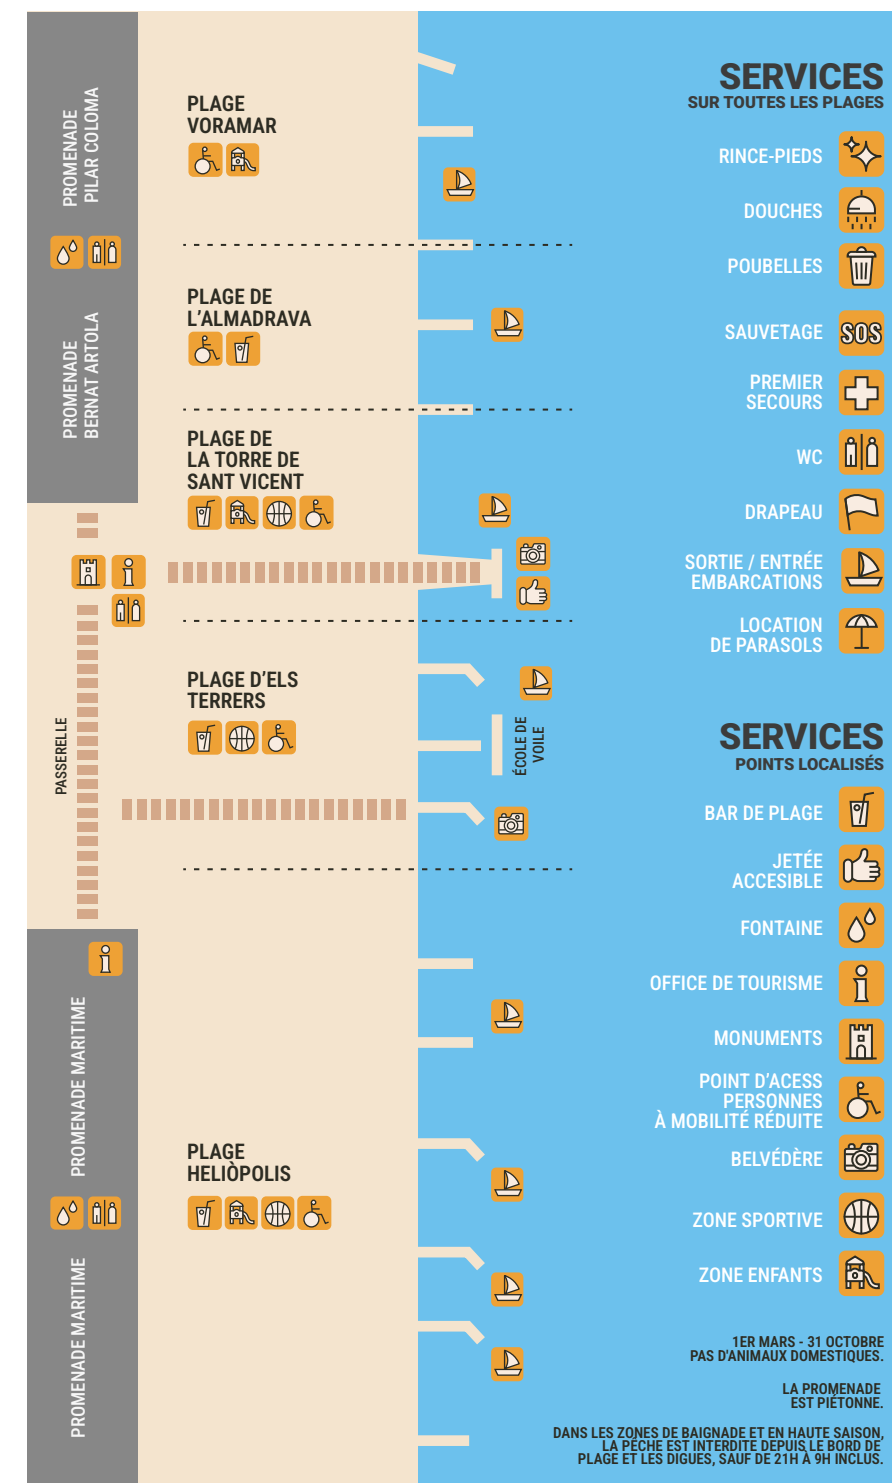 PROMENADE
PILAR COLOMA
PROMENADE
BERNAT ARTOLA
PASSERELLE
PROMENADE MARITIME
PROMENADE MARITIME
PLAGE
VORAMAR
PLAGE DE
L'ALMADRAVA
PLAGE DE
LA TORRE DE
SANT VICENT
PLAGE D'ELS
TERRERS
ÉCOLE DE
VOILE
PLAGE
HELIÒPOLIS
SERVICES
SUR TOUTES LES PLAGES
RINCE-PIEDS
DOUCHES
POUBELLES
SAUVETAGE
SOS
PREMIER
SECOURS
WC
DRAPEAU
SORTIE / ENTRÉE
EMBARCATIONS
LOCATION
DE PARASOLS
SERVICES
POINTS LOCALISÉS
BAR DE PLAGE
JETÉE
ACCESIBLE
FONTAINE
OFFICE DE TOURISME
MONUMENTS
POINT D'ACESS
PERSONNES
À MOBILITÉ RÉDUITE
BELVÉDÈRE
ZONE SPORTIVE
ZONE ENFANTS
1ER MARS - 31 OCTOBRE
PAS D'ANIMAUX DOMESTIQUES.
LA PROMENADE
EST PIÉTONNE.
DANS LES ZONES DE BAIGNADE ET EN HAUTE SAISON,
LA PÊCHE EST INTERDITE DEPUIS LE BORD DE
PLAGE ET LES DIGUES, SAUF DE 21H À 9H INCLUS.